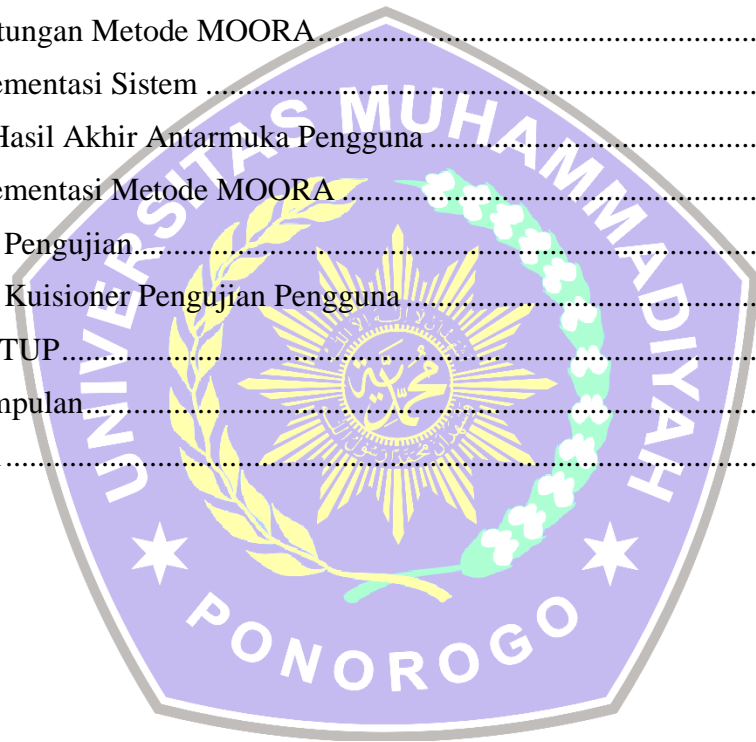 tungan Metode MOORA
ementasi Sistem
Hasil Akhir Antarmuka Pengguna
ementasi Metode MOORA
Pengujian
Kuisioner Pengujian Pengguna
TUP
mpulan
UNIVERSITAS MUHAMMADIYAH
PONOROGO